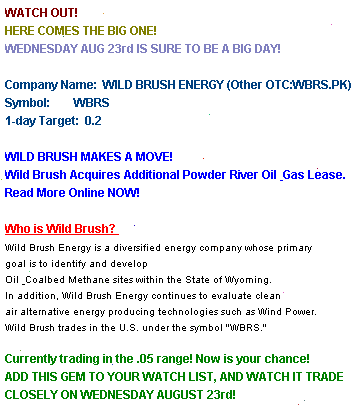 WATCH OUT!
HERE COMES THE BIG ONE!
WEDNESDAY AUG 23rd IS SURE TO BE A BIG DAY!
Company Name: WILD BRUSH ENERGY (Other OTC:WBRS.PK)
Symbol: WBRS
1-day Target: 0.2
WILD BRUSH MAKES A MOVE!
Wild Brush Acquires Additional Powder River Oil _Gas Lease.
Read More Online NOW!
Who is Wild Brush?
Wild Brush Energy is a diversified energy company whose primary
goal is to identify and develop
Oil _Coalbed Methane sites within the State of Wyoming.
In addition, Wild Brush Energy continues to evaluate clean
air alternative energy producing technologies such as Wind Power.
Wild Brush trades in the U.S. under the symbol "WBRS."
Currently trading in the .05 range! Now is your chance!
ADD THIS GEM TO YOUR WATCH LIST, AND WATCH IT TRADE
CLOSELY ON WEDNESDAY AUGUST 23rd!